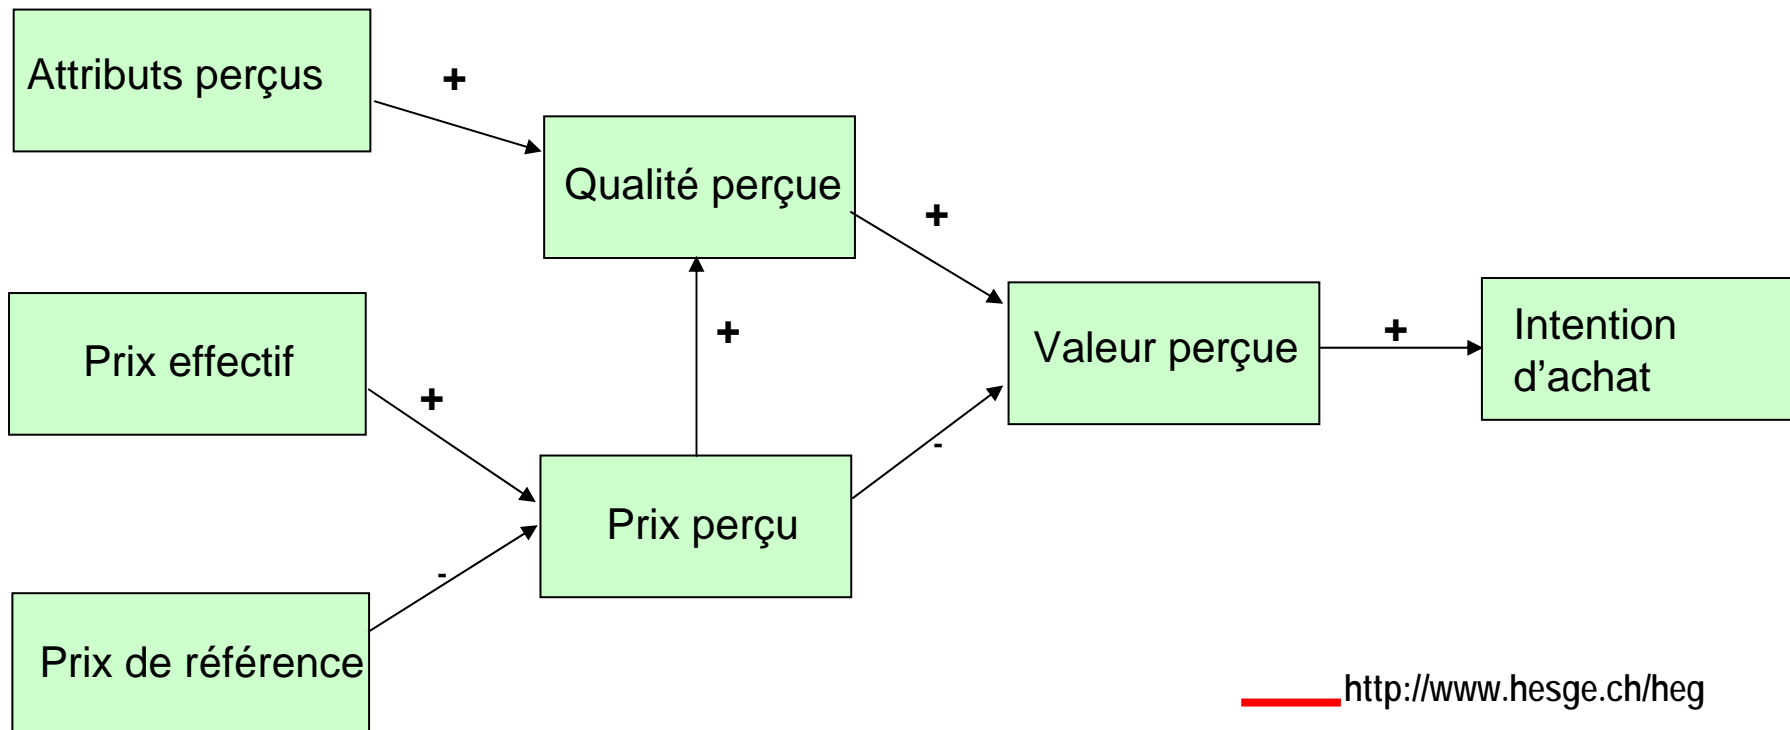 Attributs perçus
+
Qualité perçue
+
Prix effectif
+
+
Valeur perçue
+
Intention
d'achat
-
Prix perçu
-
Prix de référence
http://www.hesge.ch/heg